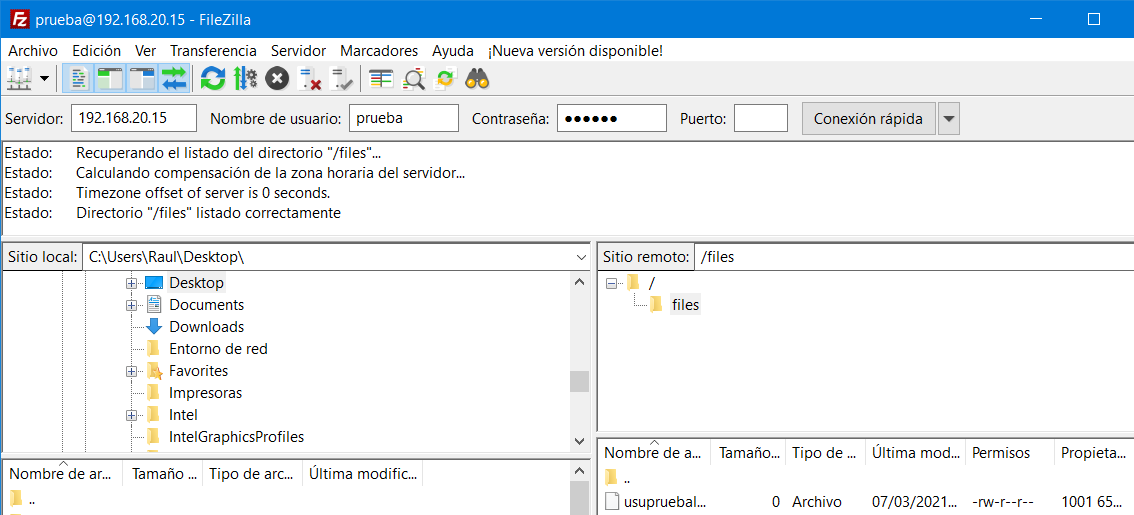 prueba@192.168.20.15 - FileZilla
Archivo Edición Ver Transferencia Servidor Marcadores Ayuda ¡Nueva versión disponible!
Servidor: 192.168.20.15 Nombre de usuario: prueba Contraseña: ●●●●●● Puerto: Conexión rápida
Estado: Recuperando el listado del directorio "/files"...
Estado: Calculando compensación de la zona horaria del servidor...
Estado: Timezone offset of server is 0 seconds.
Estado: Directorio "/files" listado correctamente
Sitio local: C:\Users\Raul\Desktop\
Desktop
Documents
Downloads
Entorno de red
Favorites
Impresoras
Intel
IntelGraphicsProfiles
Nombre de ar... Tamaño ... Tipo de arc... Última modific...
..
Sitio remoto: /files
/
files
Nombre de a... Tamaño... Tipo de ... Última mod... Permisos Propieta...
..
usupruebal... 0 Archivo 07/03/2021... -rw-r--r-- 1001 65...